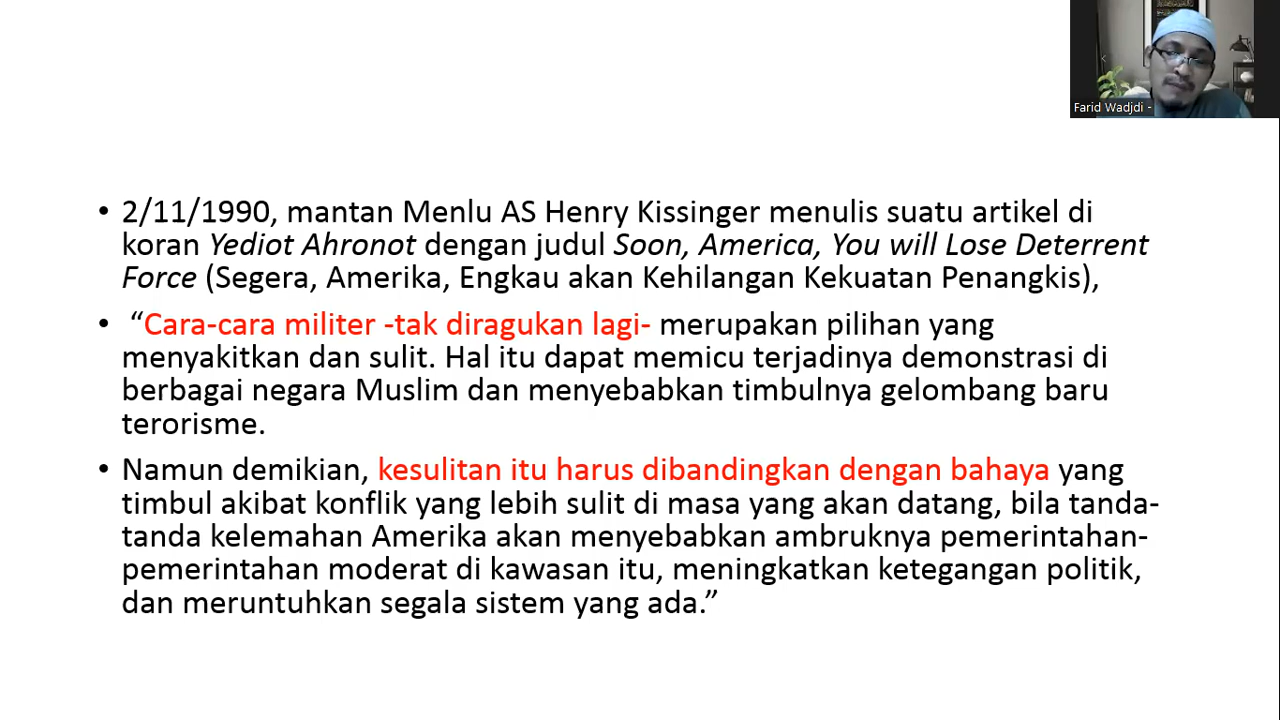 Farid Wadjdi -
• 2/11/1990, mantan Menlu AS Henry Kissinger menulis suatu artikel di
koran Yediot Ahronot dengan judul Soon, America, You will Lose Deterrent
Force (Segera, Amerika, Engkau akan Kehilangan Kekuatan Penangkis),
• “Cara-cara militer -tak diragukan lagi- merupakan pilihan yang
menyakitkan dan sulit. Hal itu dapat memicu terjadinya demonstrasi di
berbagai negara Muslim dan menyebabkan timbulnya gelombang baru
terorisme.
• Namun demikian, kesulitan itu harus dibandingkan dengan bahaya yang
timbul akibat konflik yang lebih sulit di masa yang akan datang, bila tanda-
tanda kelemahan Amerika akan menyebabkan ambruknya pemerintahan-
pemerintahan moderat di kawasan itu, meningkatkan ketegangan politik,
dan meruntuhkan segala sistem yang ada.”